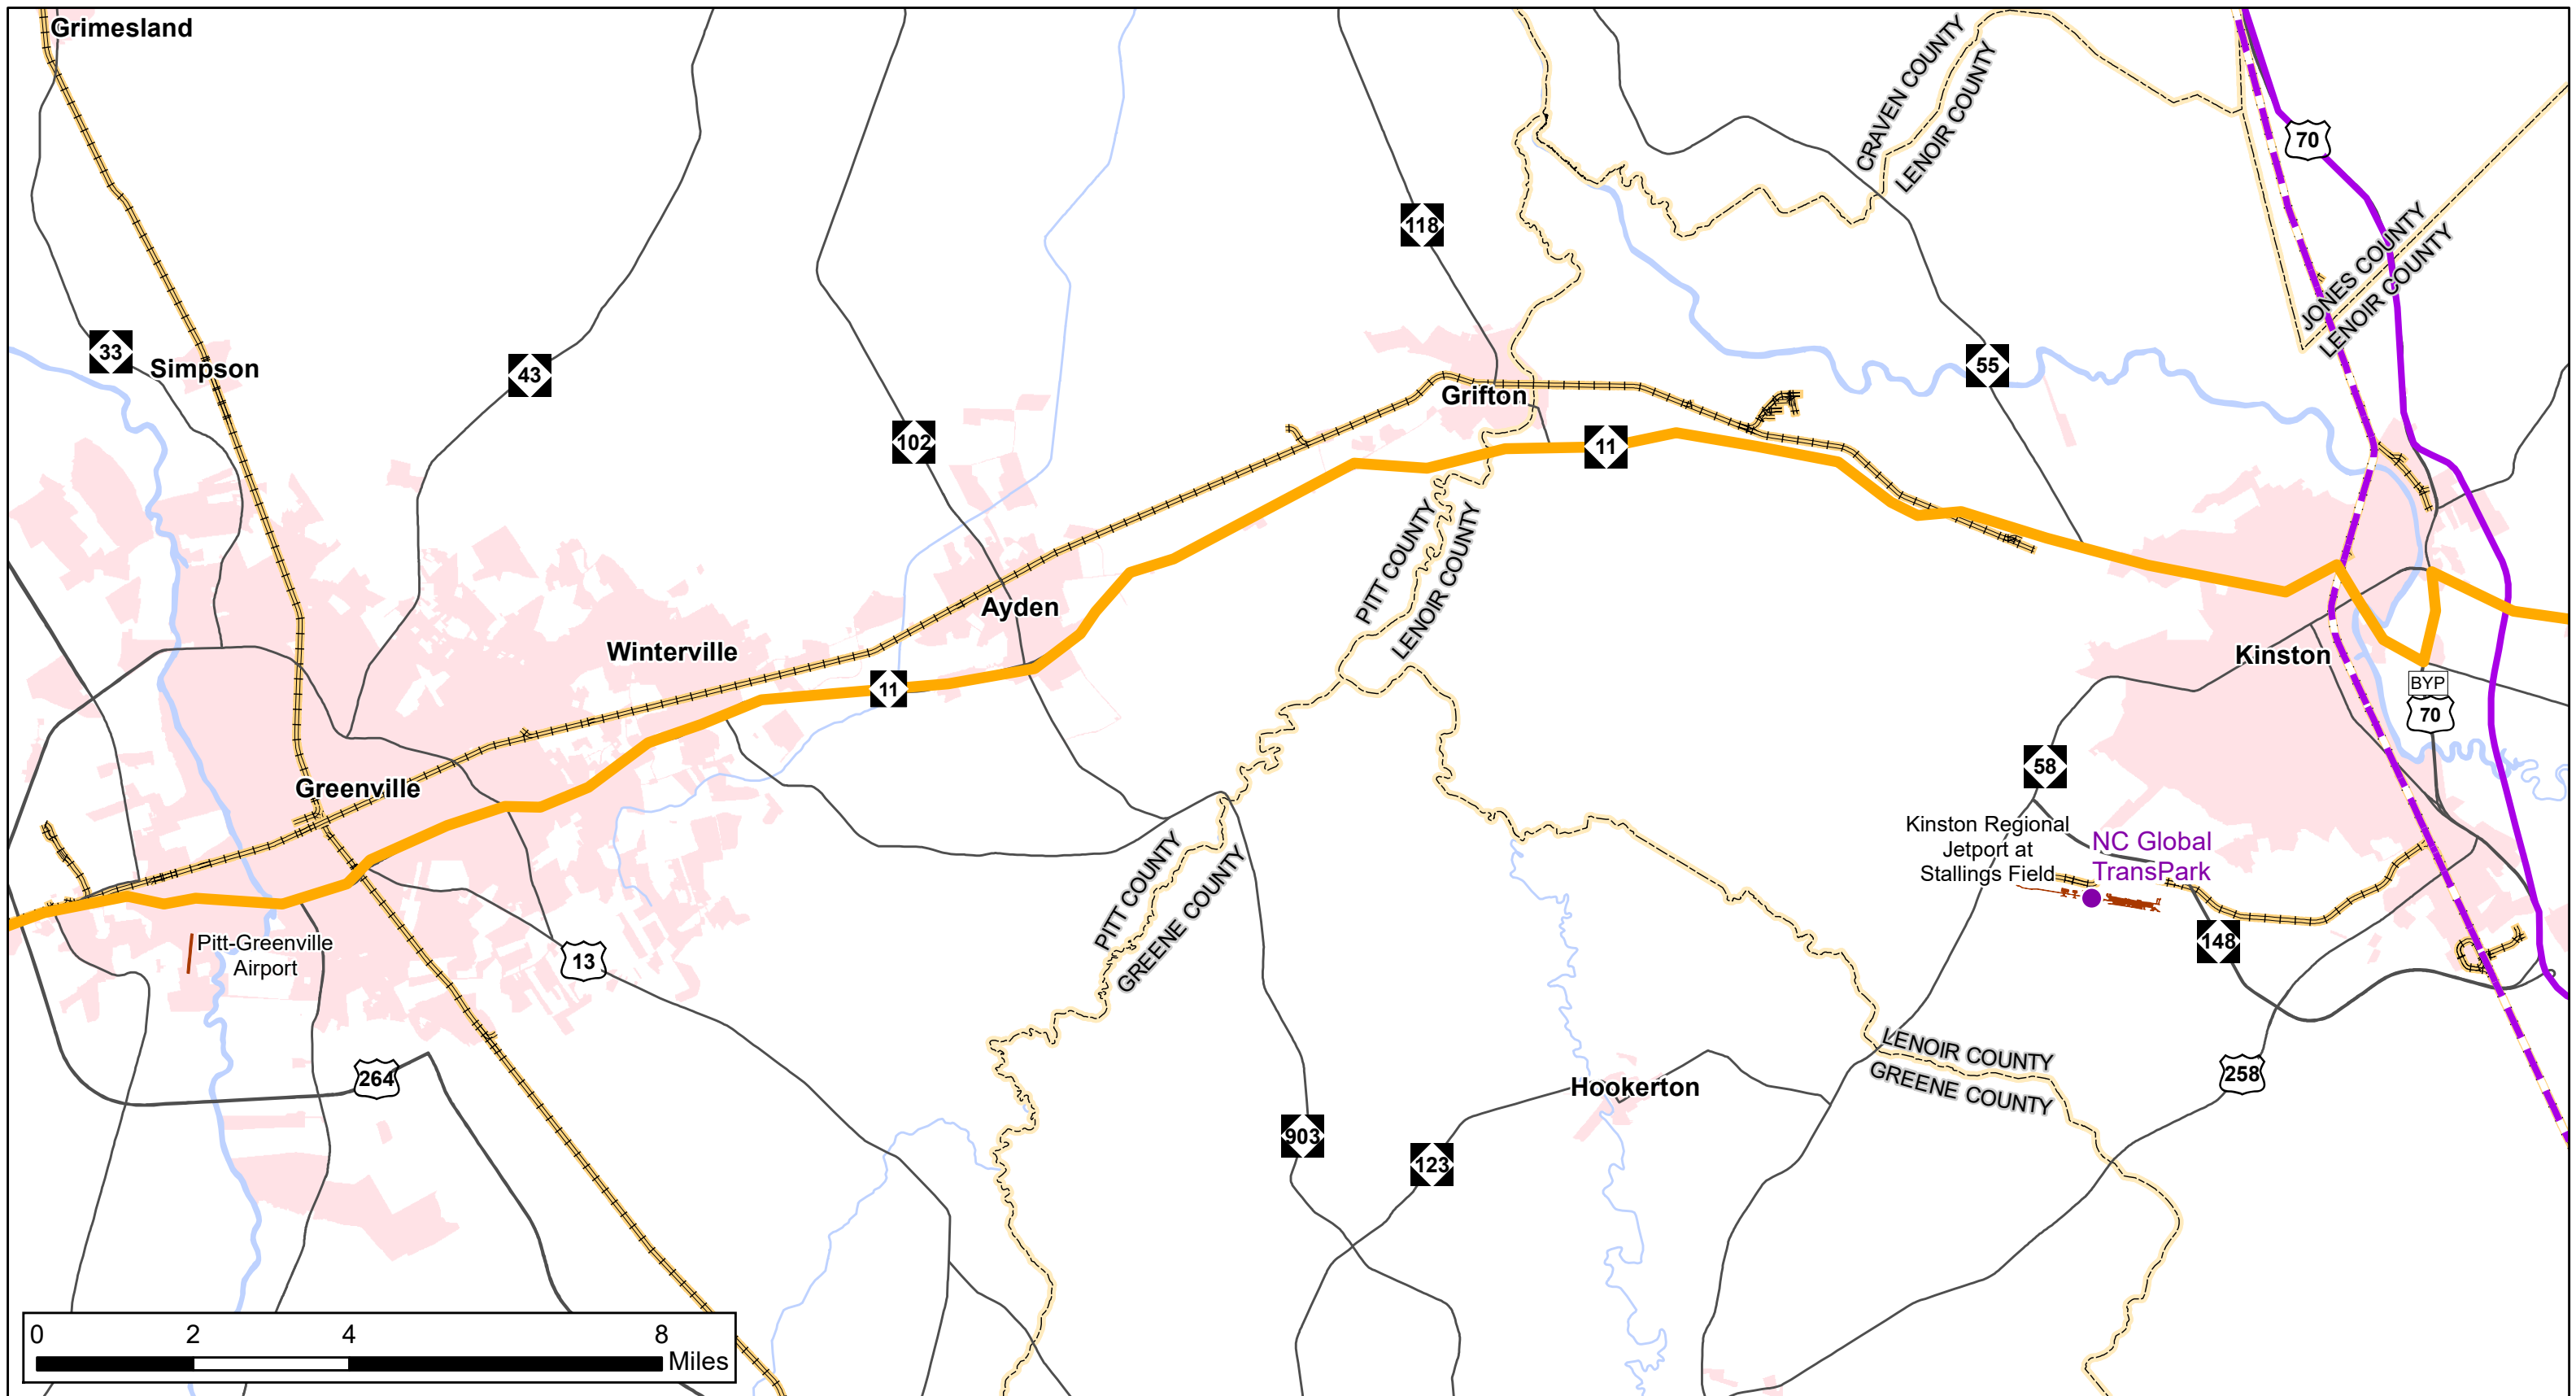 Grimesland
CRAVEN COUNTY
LENOIR COUNTY
70
118
JONES COUNTY
LENOIR COUNTY
33
Simpson
43
55
Grifton
102
11
PITT COUNTY
LENOIR COUNTY
Ayden
Winterville
Kinston
11
BYP
70
58
Greenville
Kinston Regional
Jetport at
Stallings Field
NC Global
TransPark
PITT COUNTY
GREENE COUNTY
Pitt-Greenville
Airport
13
148
LENOIR COUNTY
GREENE COUNTY
264
Hookerton
258
903
123
0 2 4 8
Miles